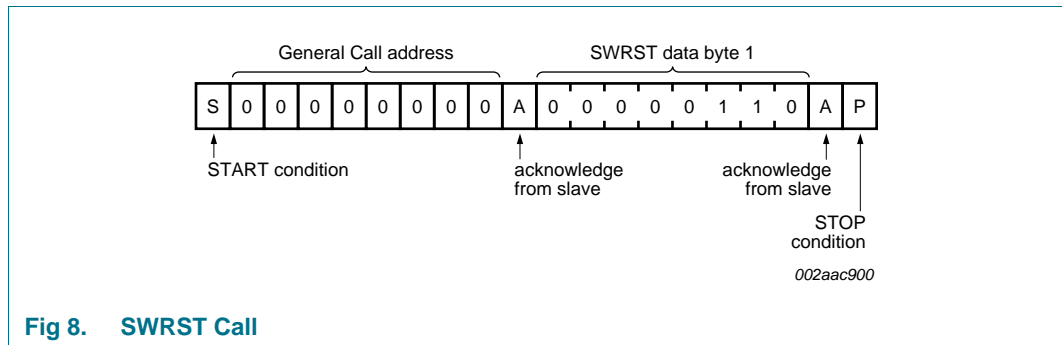 General Call address SWRST data byte 1
S 0 0 0 0 0 0 0 0 A 0 0 0 0 0 1 1 0 A P
START condition
acknowledge
from slave
acknowledge
from slave
STOP
condition
002aac900
Fig 8. SWRST Call